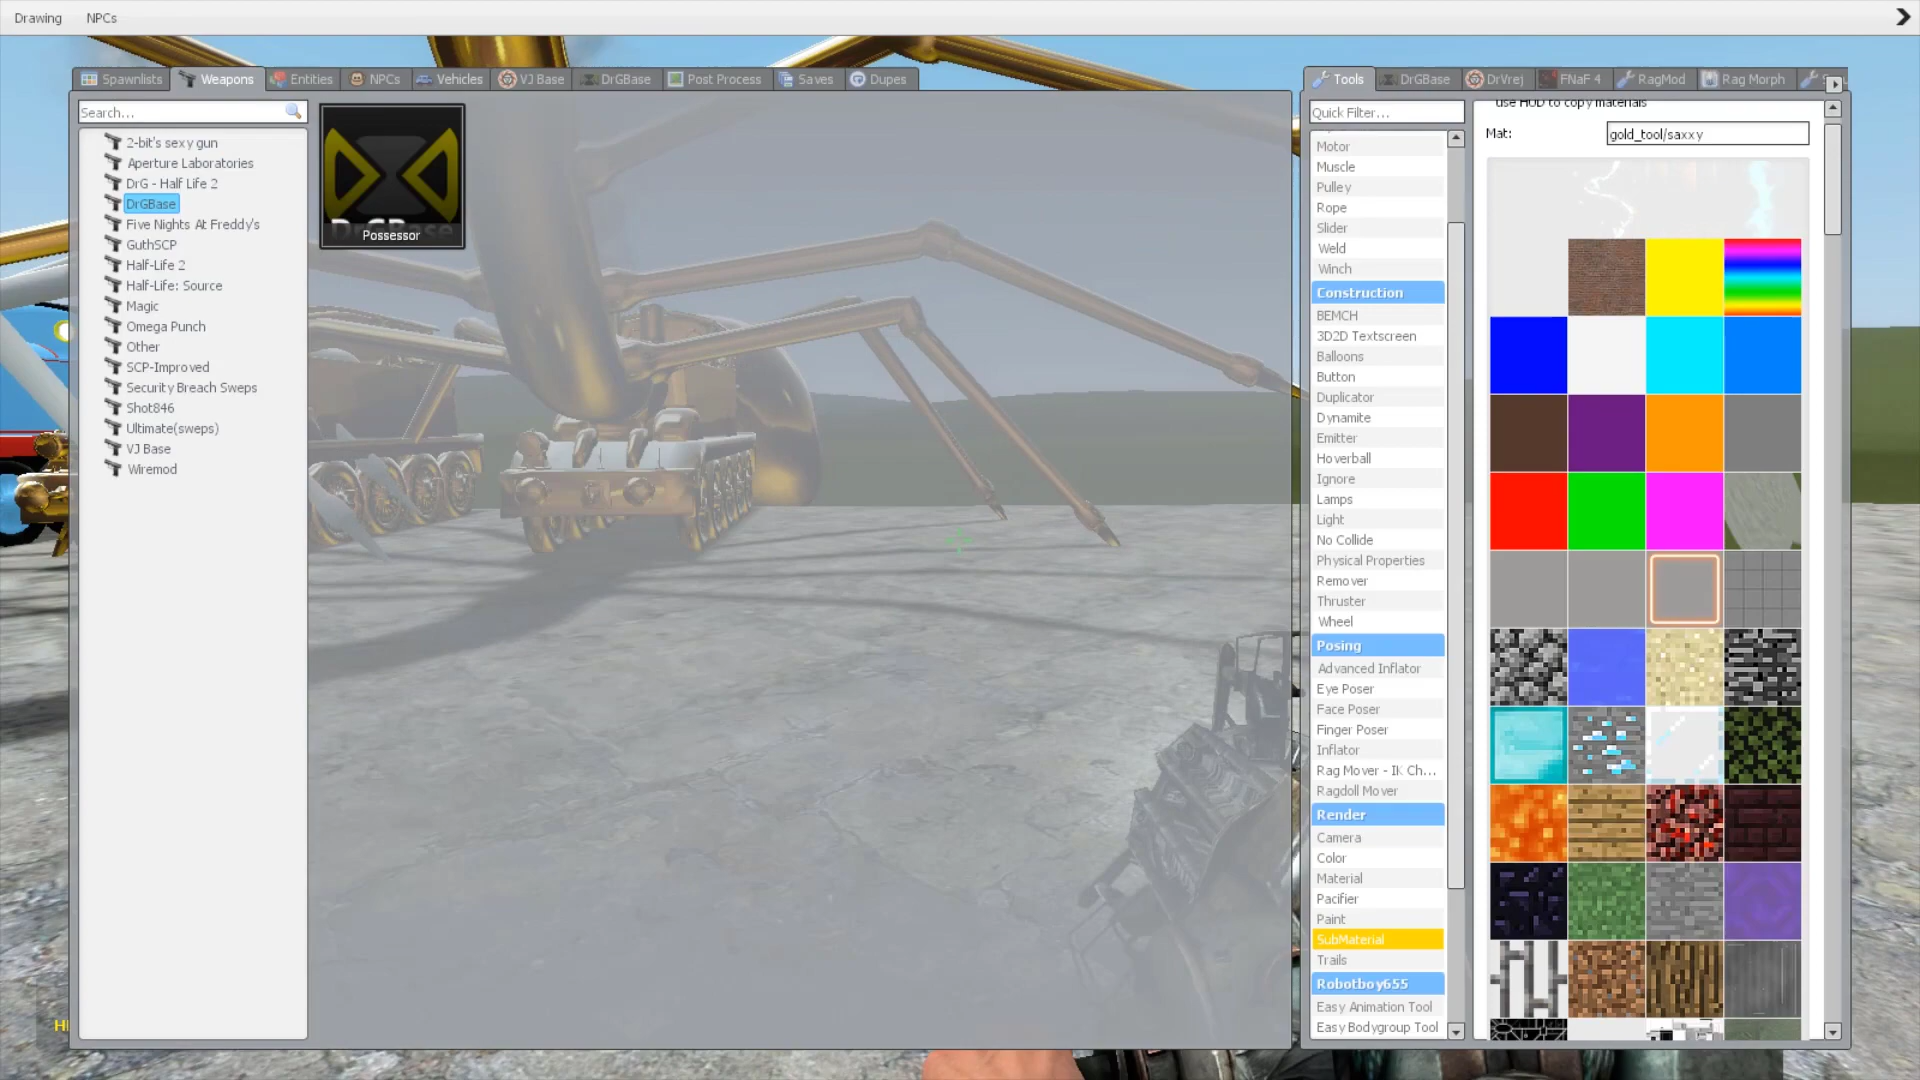 Drawing NPCs
Spawnlists Weapons Entities NPCs Vehicles VJ Base DrGBase Post Process Saves Dupes
Search...
2-bit's sexy gun
Aperture Laboratories
DrG - Half Life 2
DrGBase
Five Nights At Freddy's
GuthSCP
Half-Life 2
Half-Life: Source
Magic
Omega Punch
Other
SCP-Improved
Security Breach Sweps
Shot846
Ultimate(sweps)
VJ Base
Wiremod
DrGBase
Possessor
Tools DrGBase DrVrej FNaF 4 RagMod Rag Morph
Quick Filter...
Motor
Muscle
Pulley
Rope
Slider
Weld
Winch
Construction
BEMCH
3D2D Textscreen
Balloons
Button
Duplicator
Dynamite
Emitter
Hoverball
Ignore
Lamps
Light
No Collide
Physical Properties
Remover
Thruster
Wheel
Posing
Advanced Inflator
Eye Poser
Face Poser
Finger Poser
Inflator
Rag Mover - IK Ch...
Ragdoll Mover
Render
Camera
Color
Material
Pacifier
Paint
SubMaterial
Trails
Robotboy655
Easy Animation Tool
Easy Bodygroup Tool
use HUD to copy materials
Mat: gold_tool/saxxy